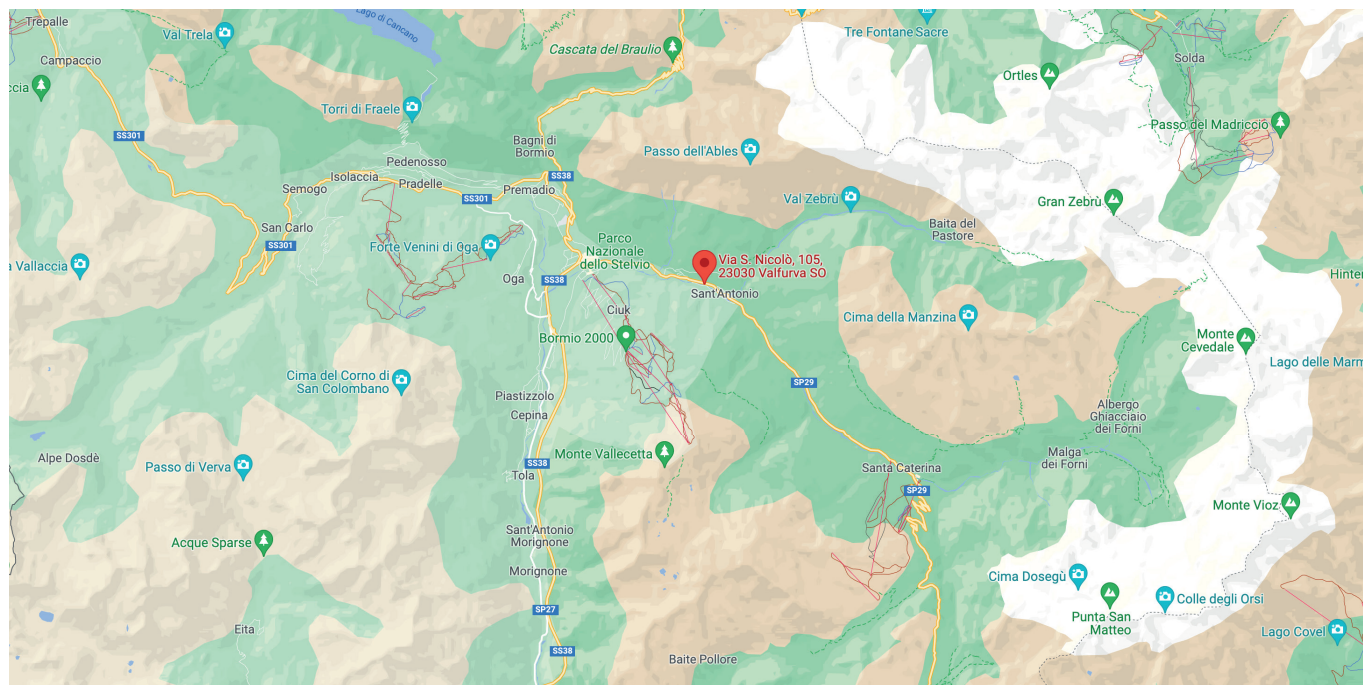 Trepalle
Val Trela
Lago di Cancano
Cascata del Braulio
Tre Fontane Sacre
Solda
Campaccio
ccia
Ortles
Torri di Fraele
SS301
Passo del Madriccio
Bagni di
Bormio
Passo dell'Ables
Pedenosso
Isolaccia
Pradelle
SS38
Semogo
Premadio
SS301
Val Zebrù
Gran Zebrù
San Carlo
Baita del
Pastore
SS301
Forte Venini di Oga
Parco
Nazionale
dello Stelvio
Via S. Nicolò, 105,
23030 Valfurva SO
a Vallaccia
Oga
SS38
Sant'Antonio
Hinter
Ciuk
Cima della Manzina
Bormio 2000
Monte
Cevedale
Lago delle Marm
Cima del Corno di
San Colombano
SP29
Piastizzolo
Cepina
Albergo
Ghiacciaio
dei Forni
Alpe Dosdè
Passo di Verva
Monte Vallecetta
SS38
Tola
Santa Caterina
Malga
dei Forni
SP29
Monte Vioz
Acque Sparse
Sant'Antonio
Morignone
Morignone
Cima Dosegù
SP27
Punta San
Matteo
Colle degli Orsi
Eita
Lago Covel
SS38
Baite Pollore